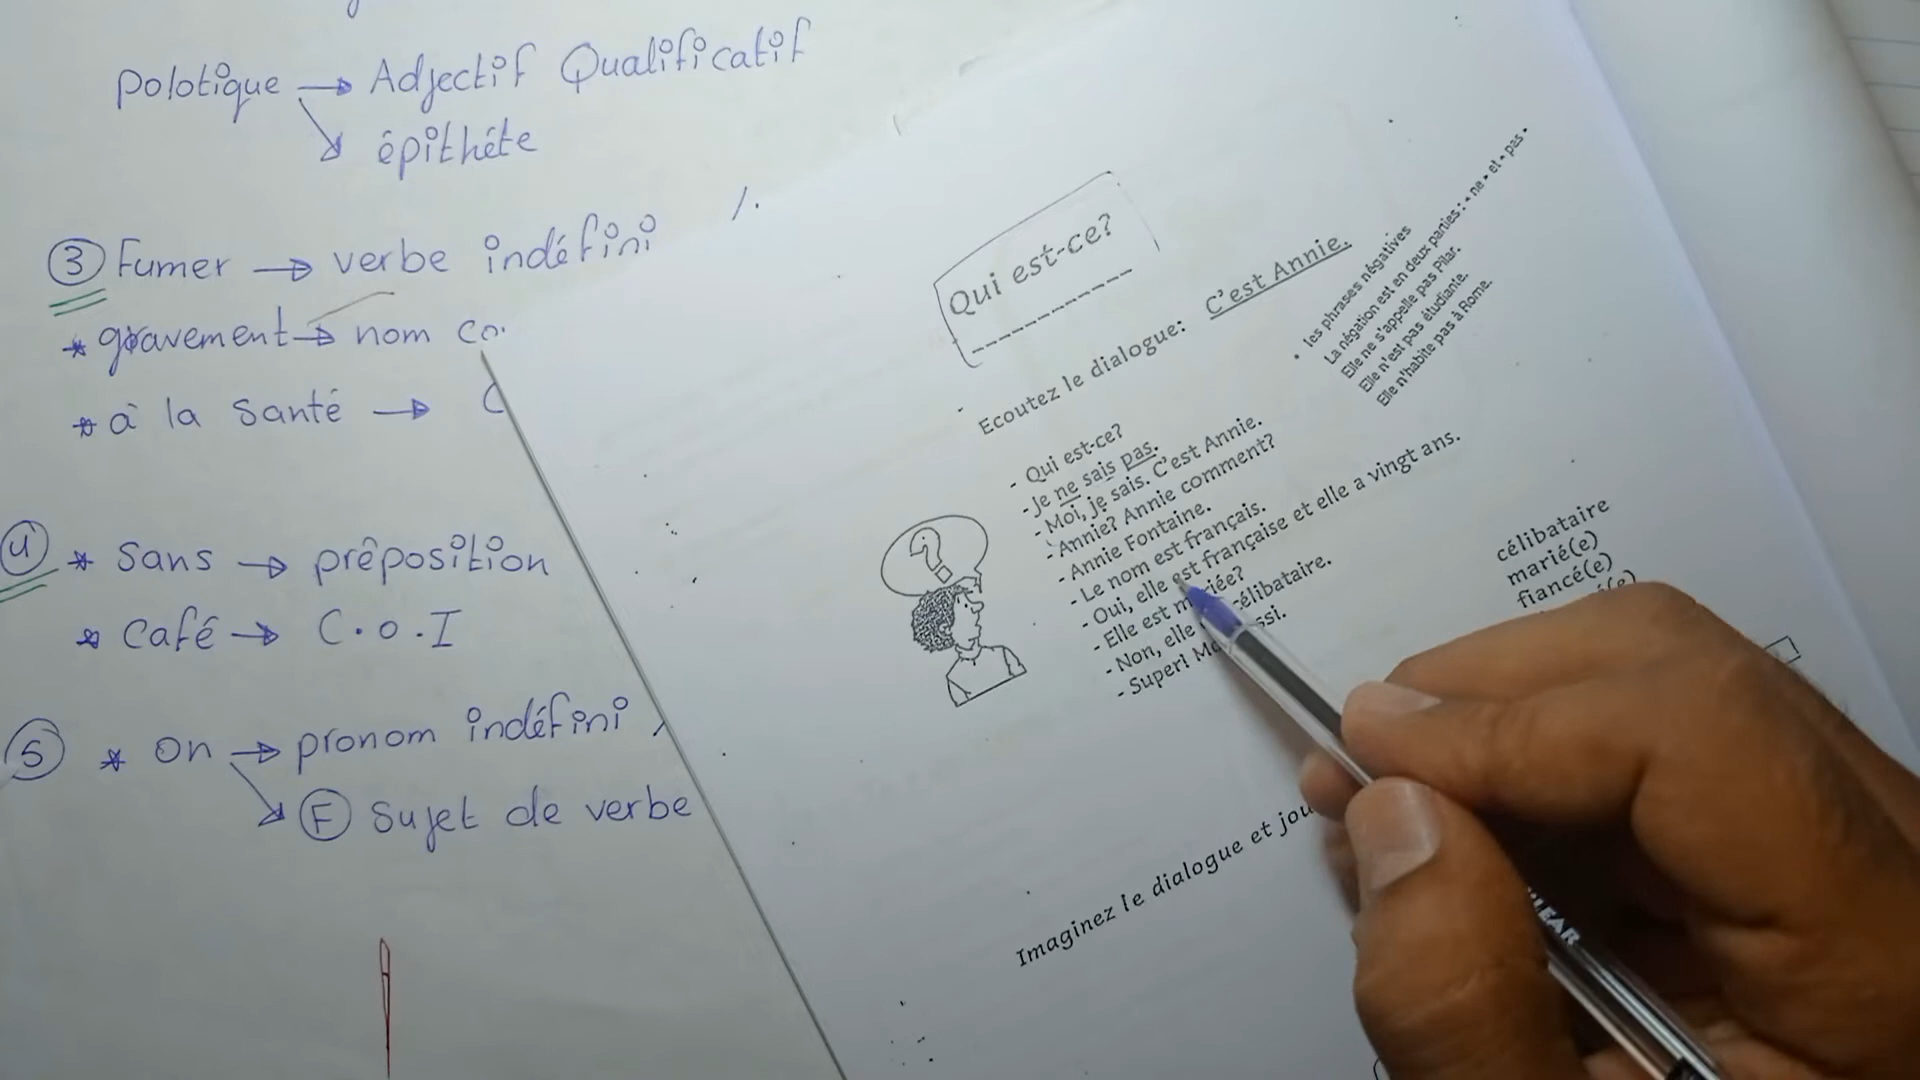 Polotique → Adjectif Qualificatif
épithéte
3 Fumer → verbe indéfini
* gravement → nom
* à la santé →
4 * Sans → préposition
* Café → C.O.I
5 * On → pronom indéfini
F Sujet de verbe
Qui est-ce?
Ecoutez le dialogue: C'est Annie.
• les phrases négatives
La négation est en deux parties : • ne • et • pas •
Elle ne s'appelle pas Pilar.
Elle n'est pas étudiante.
Elle n'habite pas à Rome.
- Qui est-ce?
- Je ne sais pas.
- Moi, je sais. C'est Annie.
- Annie? Annie comment?
- Annie Fontaine.
- Le nom est français.
- Oui, elle est française et elle a vingt ans.
- Elle est mariée?
- Non, elle célibataire.
- Super!
célibataire
marié(e)
fiancé(e)
Imaginez le dialogue et
CLEAR